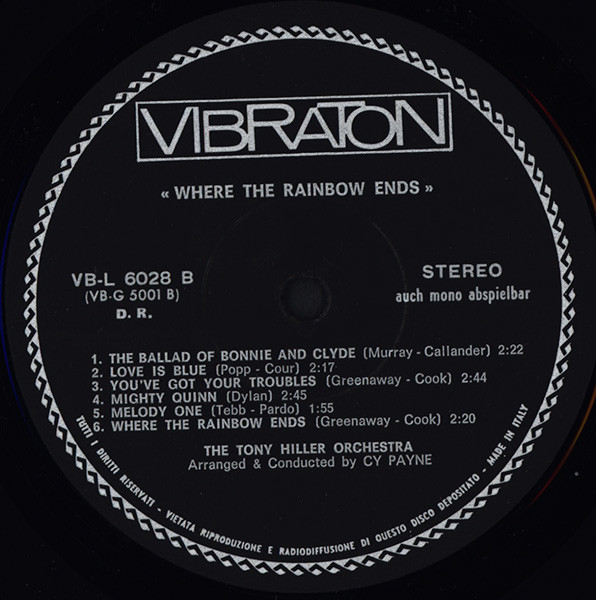 VIBRATON
« WHERE THE RAINBOW ENDS »
VB-L 6028 B
(VB-G 5001 B)
D. R.
STEREO
auch mono abspielbar
1. THE BALLAD OF BONNIE AND CLYDE (Murray - Callander) 2:22
2. LOVE IS BLUE (Popp - Cour) 2:17
3. YOU'VE GOT YOUR TROUBLES (Greenaway - Cook) 2:44
4. MIGHTY QUINN (Dylan) 2:45
5. MELODY ONE (Tebb - Pardo) 1:55
6. WHERE THE RAINBOW ENDS (Greenaway - Cook) 2:20
THE TONY HILLER ORCHESTRA
Arranged & Conducted by CY PAYNE
TUTTI I DIRITTI RISERVATI - VIETATA RIPRODUZIONE E RADIODIFFUSIONE DI QUESTO DISCO DEPOSITATO - MADE IN ITALY